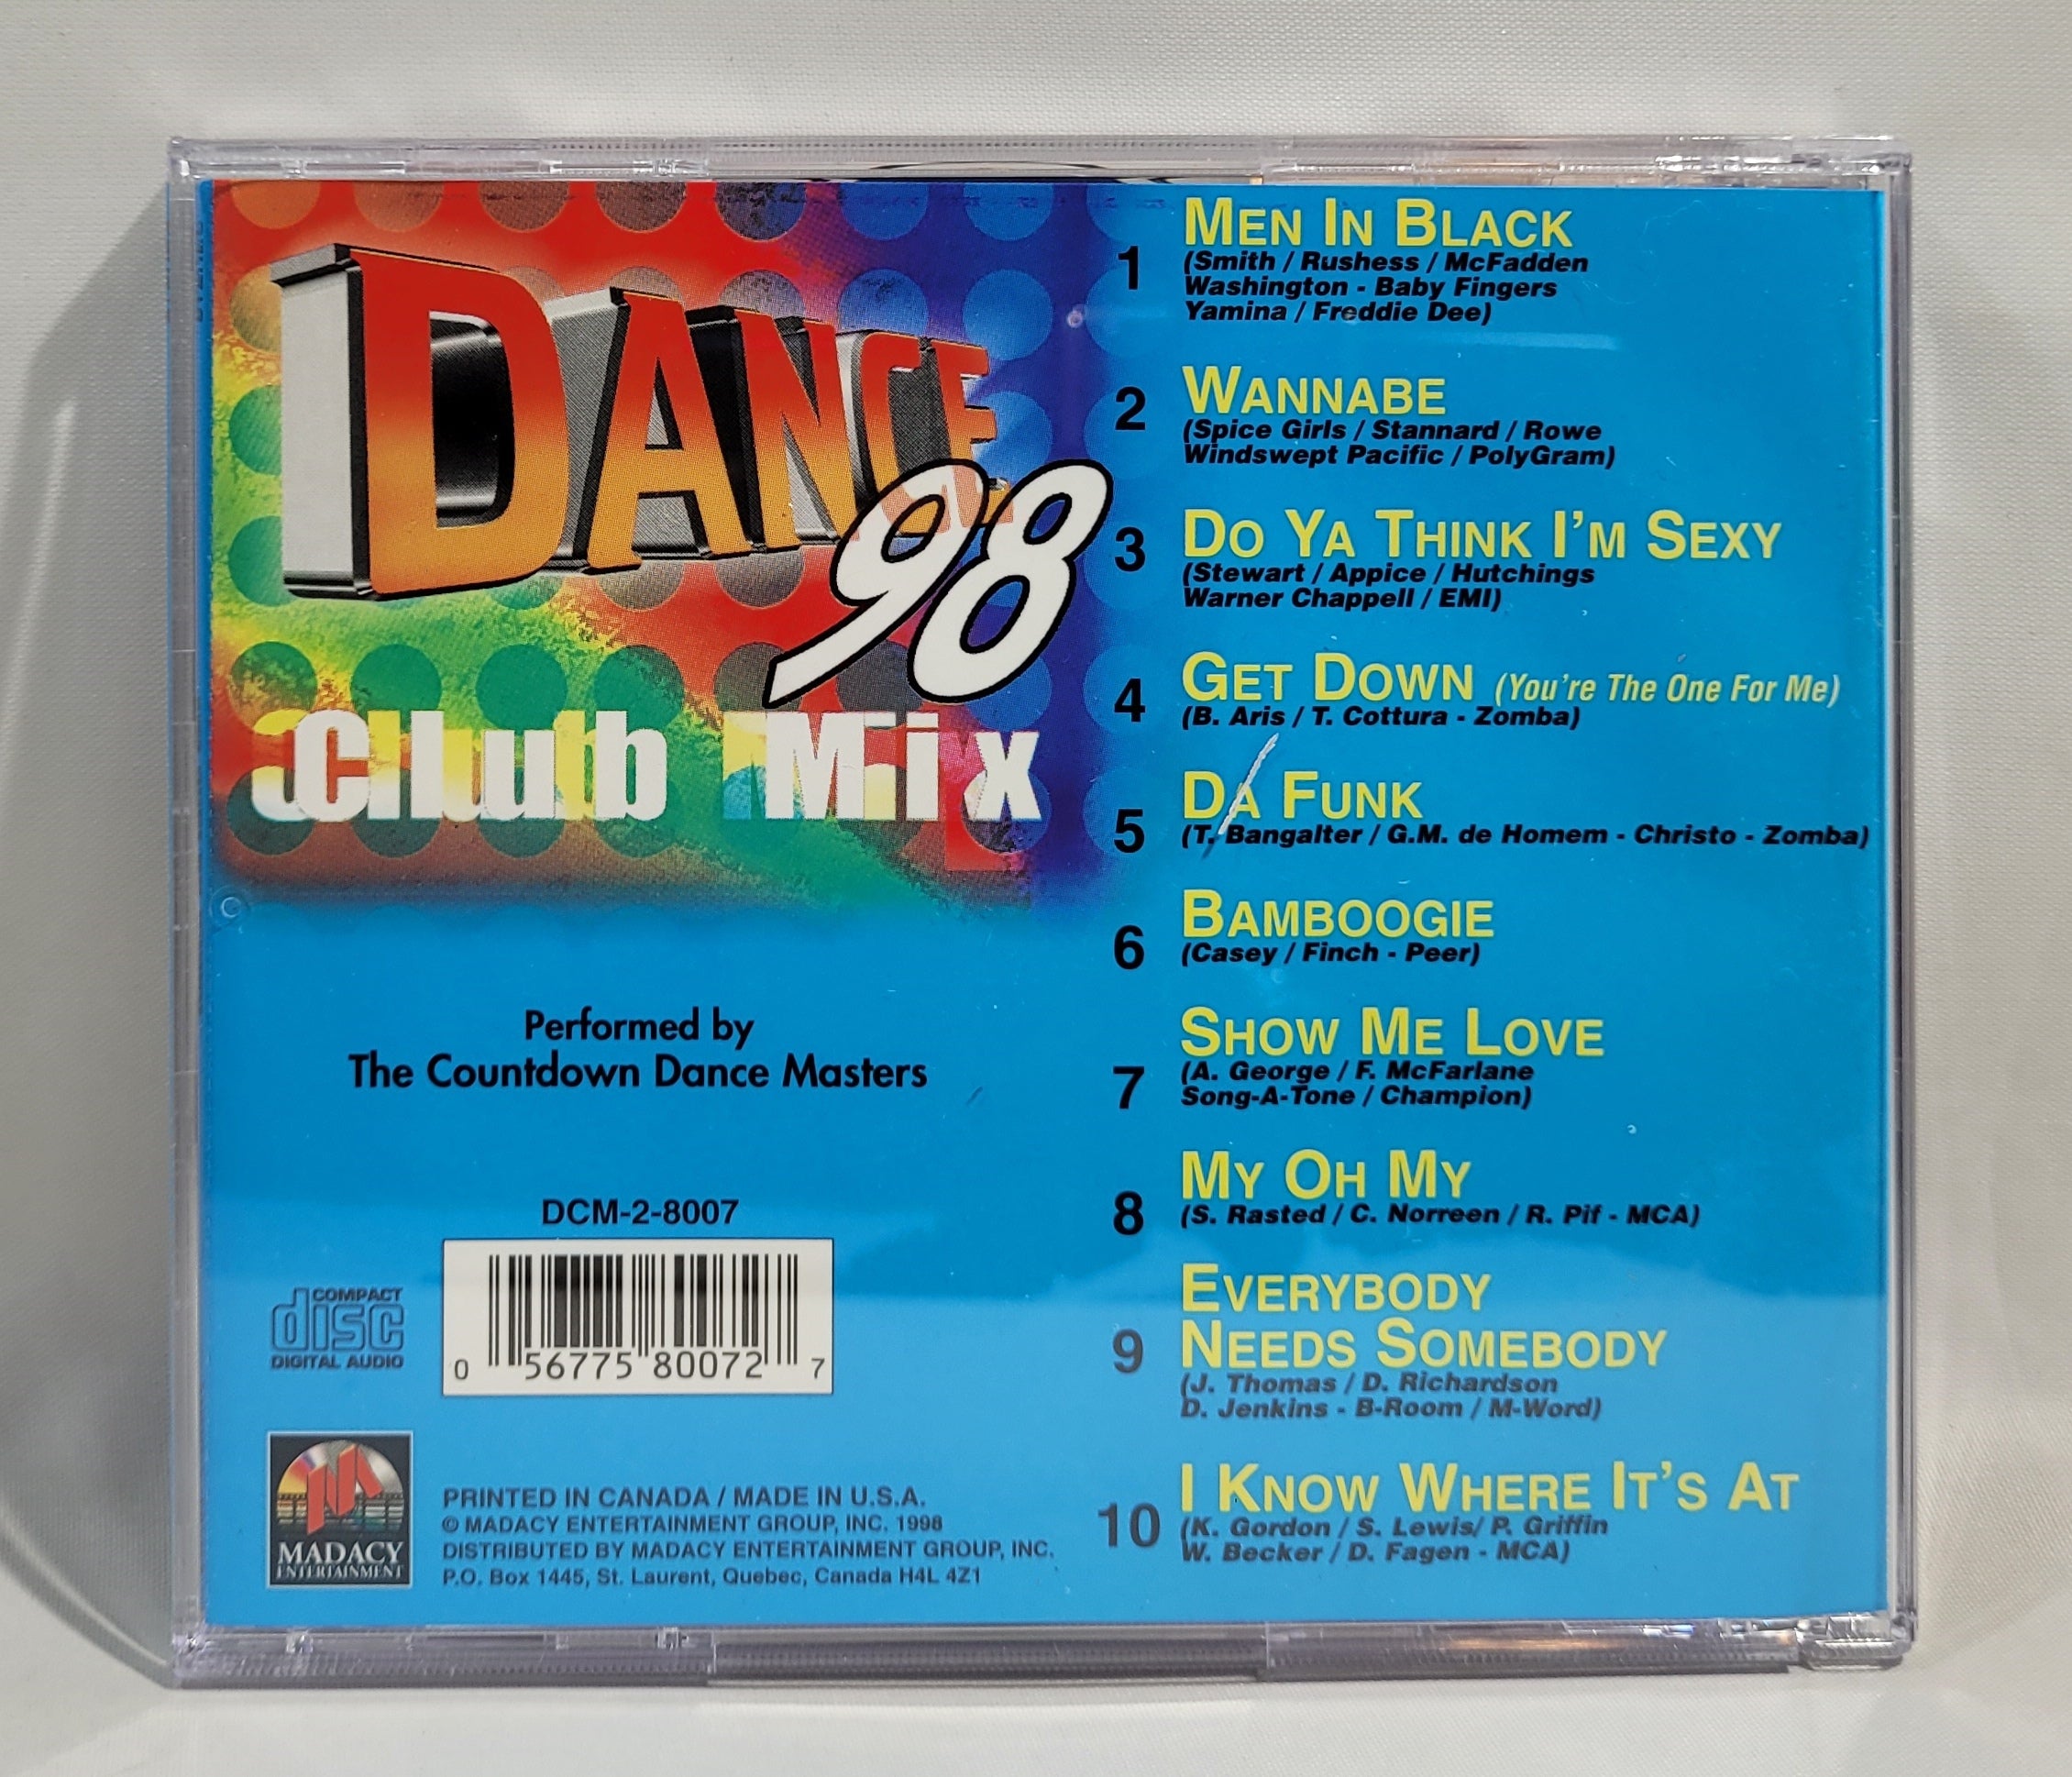 DANCE
98
Club Mix
Performed by
The Countdown Dance Masters
DCM-2-8007
COMPACT
disc
DIGITAL AUDIO
0 56775 80072 7
MADACY
ENTERTAINMENT
PRINTED IN CANADA / MADE IN U.S.A.
© MADACY ENTERTAINMENT GROUP, INC. 1998
DISTRIBUTED BY MADACY ENTERTAINMENT GROUP, INC.
P.O. Box 1445, St. Laurent, Quebec, Canada H4L 4Z1
1 MEN IN BLACK
(Smith / Rushess / McFadden
Washington - Baby Fingers
Yamina / Freddie Dee)
2 WANNABE
(Spice Girls / Stannard / Rowe
Windswept Pacific / PolyGram)
3 DO YA THINK I'M SEXY
(Stewart / Appice / Hutchings
Warner Chappell / EMI)
4 GET DOWN (You're The One For Me)
(B. Aris / T. Cottura - Zomba)
5 DA FUNK
(T. Bangalter / G.M. de Homem - Christo - Zomba)
6 BAMBOOGIE
(Casey / Finch - Peer)
7 SHOW ME LOVE
(A. George / F. McFarlane
Song-A-Tone / Champion)
8 MY OH MY
(S. Rasted / C. Norreen / R. Pif - MCA)
EVERYBODY
9 NEEDS SOMEBODY
(J. Thomas / D. Richardson
D. Jenkins - B-Room / M-Word)
10 I KNOW WHERE IT'S AT
(K. Gordon / S. Lewis/ P. Griffin
W. Becker / D. Fagen - MCA)